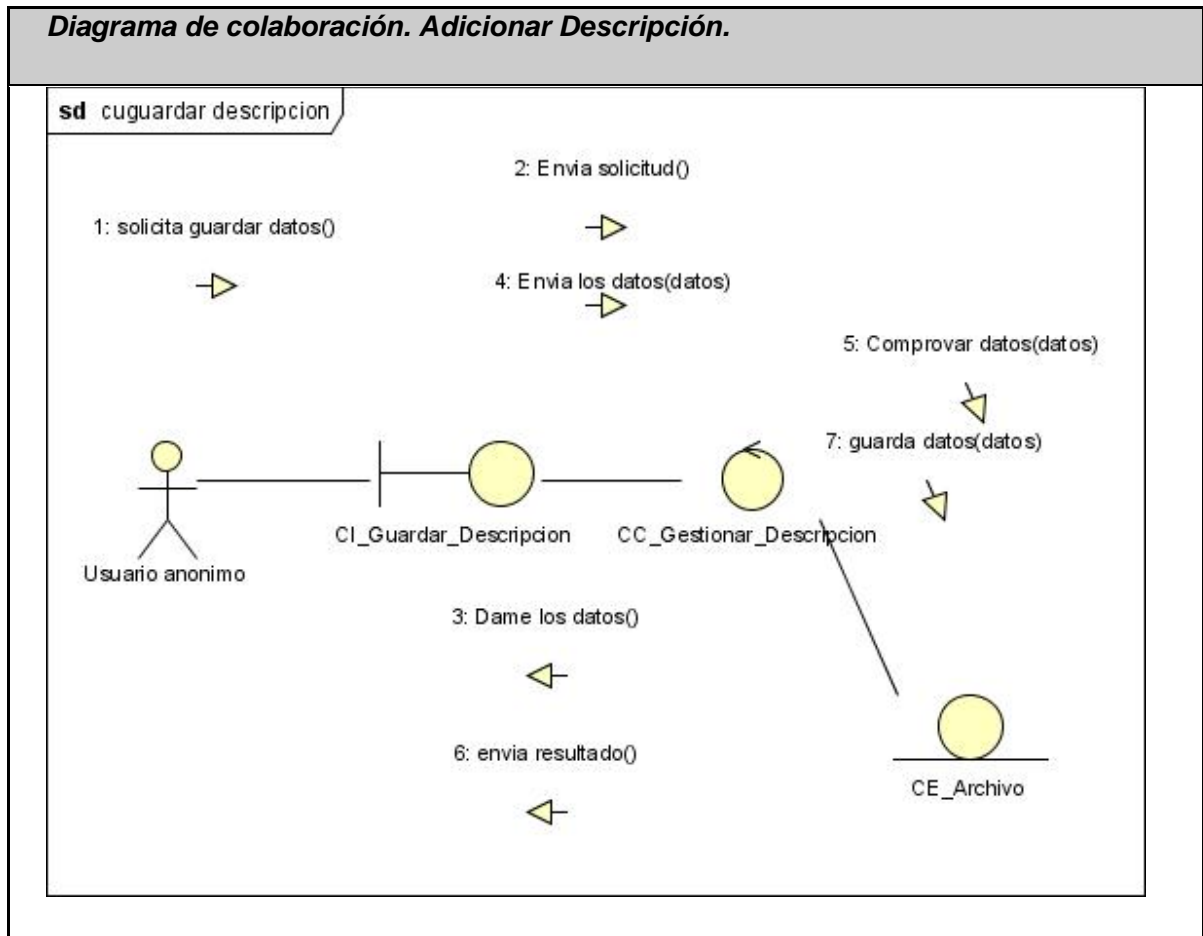 Diagrama de colaboración. Adicionar Descripción.
sd cuguardar descripcion
2: Envia solicitud()
1: solicita guardar datos()
4: Envia los datos(datos)
5: Comprovar datos(datos)
7: guarda datos(datos)
CI_Guardar_Descripcion
CC_Gestionar_Descripcion
Usuario anonimo
3: Dame los datos()
6: envia resultado()
CE_Archivo